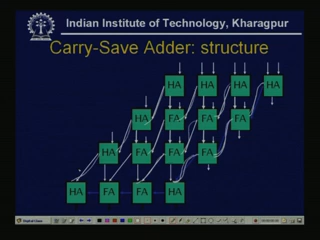 Indian Institute of Technology, Kharagpur
Carry-Save Adder: structure
HA HA HA HA
HA FA FA FA
HA FA FA FA
HA FA FA HA